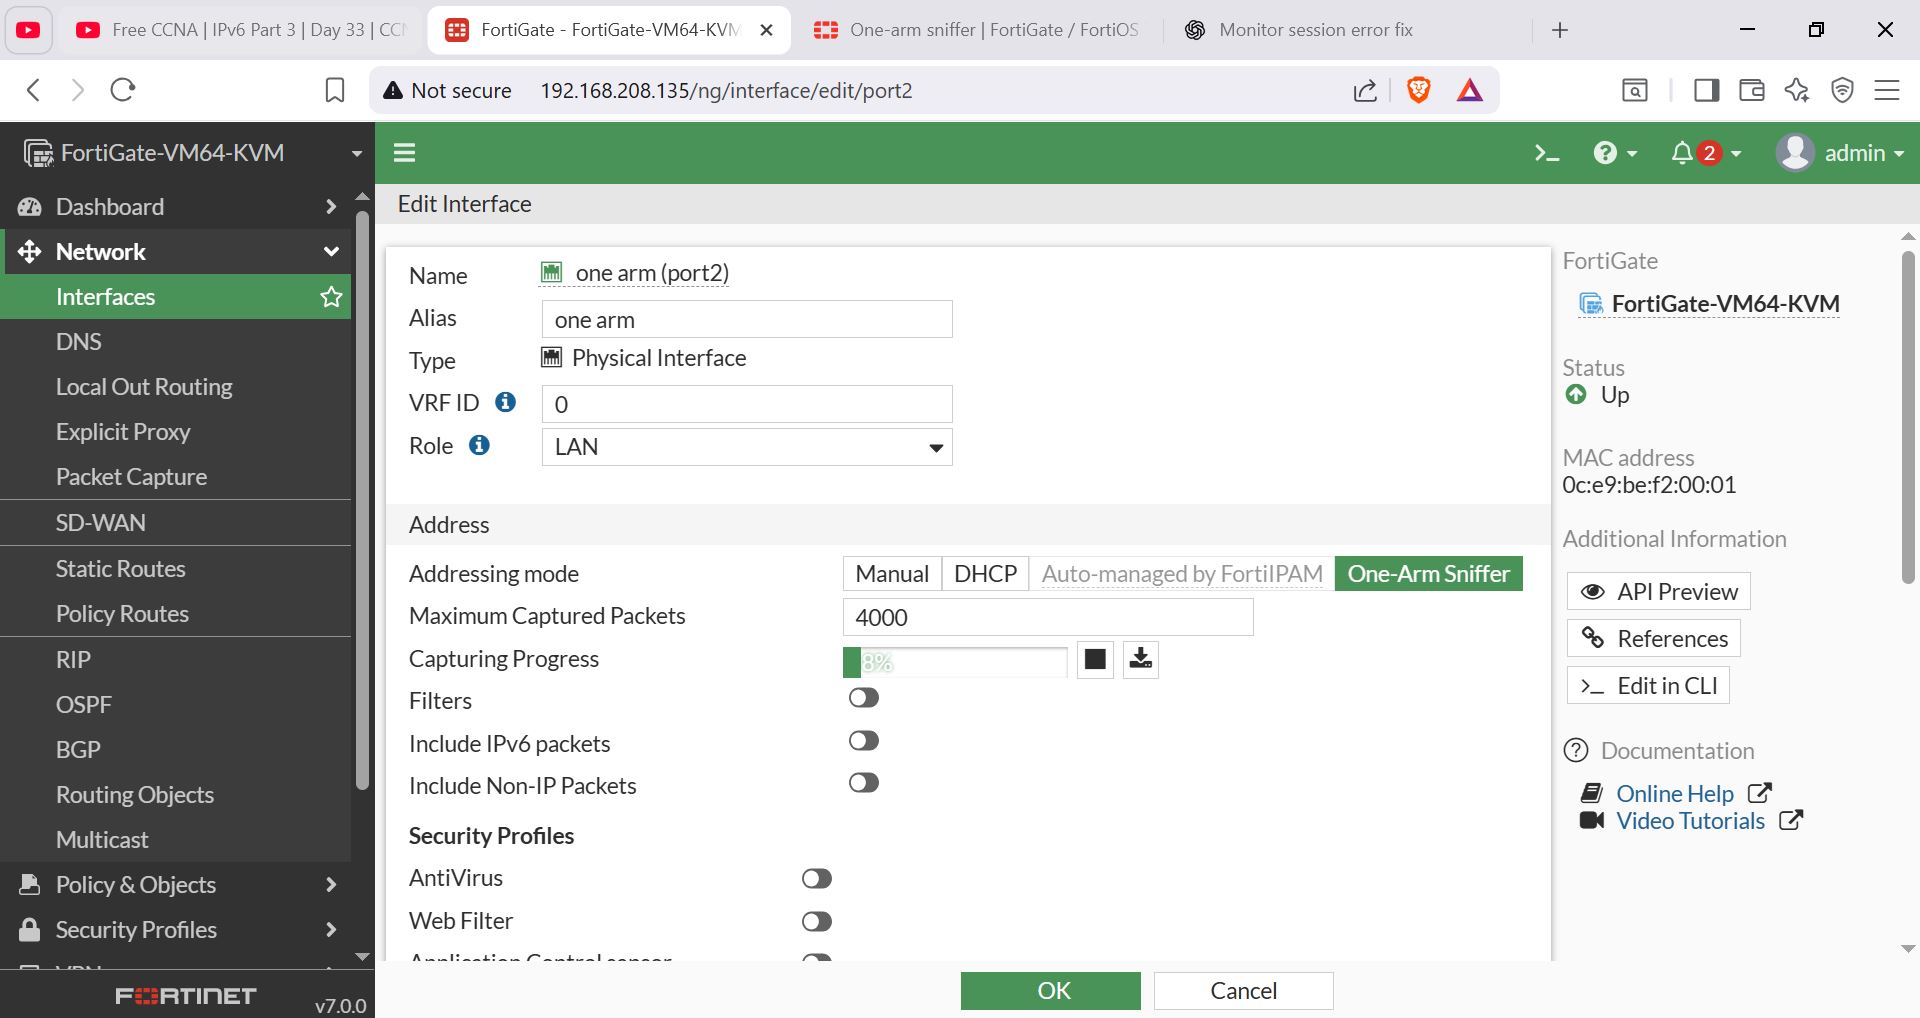 Free CCNA | IPv6 Part 3 | Day 33 | CCN
FortiGate - FortiGate-VM64-KVM
One-arm sniffer | FortiGate / FortiOS
Monitor session error fix
Not secure 192.168.208.135/ng/interface/edit/port2
FortiGate-VM64-KVM
2 admin
Dashboard
Network
Interfaces
DNS
Local Out Routing
Explicit Proxy
Packet Capture
SD-WAN
Static Routes
Policy Routes
RIP
OSPF
BGP
Routing Objects
Multicast
Policy & Objects
Security Profiles
VPN
FORTINET v7.0.0
Edit Interface
Name one arm (port2)
Alias one arm
Type Physical Interface
VRF ID 0
Role LAN
Address
Addressing mode Manual DHCP Auto-managed by FortiIPAM One-Arm Sniffer
Maximum Captured Packets 4000
Capturing Progress 8%
Filters
Include IPv6 packets
Include Non-IP Packets
Security Profiles
AntiVirus
Web Filter
Application Control sensor
OK Cancel
FortiGate
FortiGate-VM64-KVM
Status
Up
MAC address
0c:e9:be:f2:00:01
Additional Information
API Preview
References
>_ Edit in CLI
Documentation
Online Help
Video Tutorials